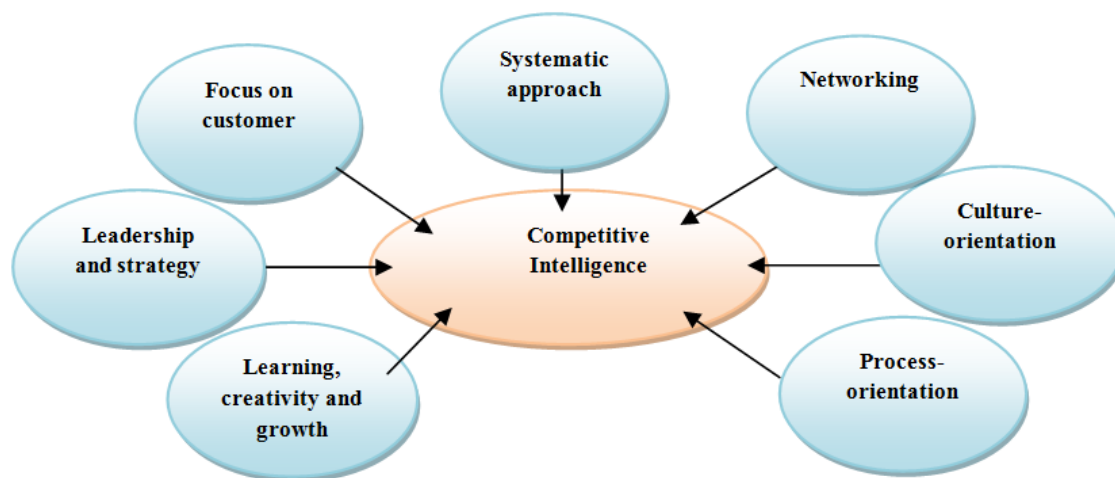 Systematic
approach
Networking
Focus on
customer
Culture-
orientation
Leadership
and strategy
Competitive
Intelligence
Learning,
creativity and
growth
Process-
orientation